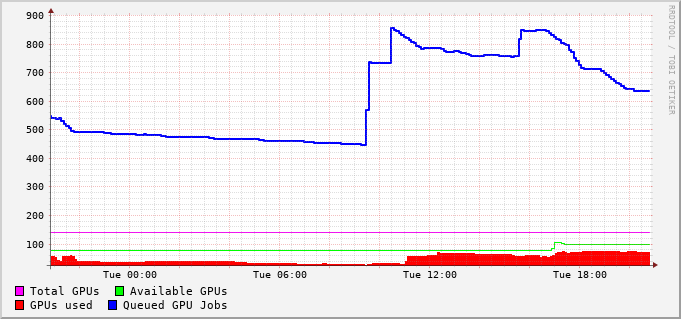 900
800
700
600
500
400
300
200
100
Tue 00:00 Tue 06:00 Tue 12:00 Tue 18:00
Total GPUs Available GPUs
GPUs used Queued GPU Jobs
RRDTOOL / TOBI OETIKER